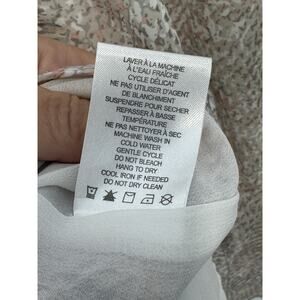 LAVER À LA MACHINE
À L'EAU FRAÎCHE
CYCLE DÉLICAT
NE PAS UTILISER D'AGENT
DE BLANCHIMENT
SUSPENDRE POUR SECHER
REPASSER À BASSE
TEMPÉRATURE
NE PAS NETTOYER À SEC
MACHINE WASH IN
COLD WATER
GENTLE CYCLE
DO NOT BLEACH
HANG TO DRY
COOL IRON IF NEEDED
DO NOT DRY CLEAN